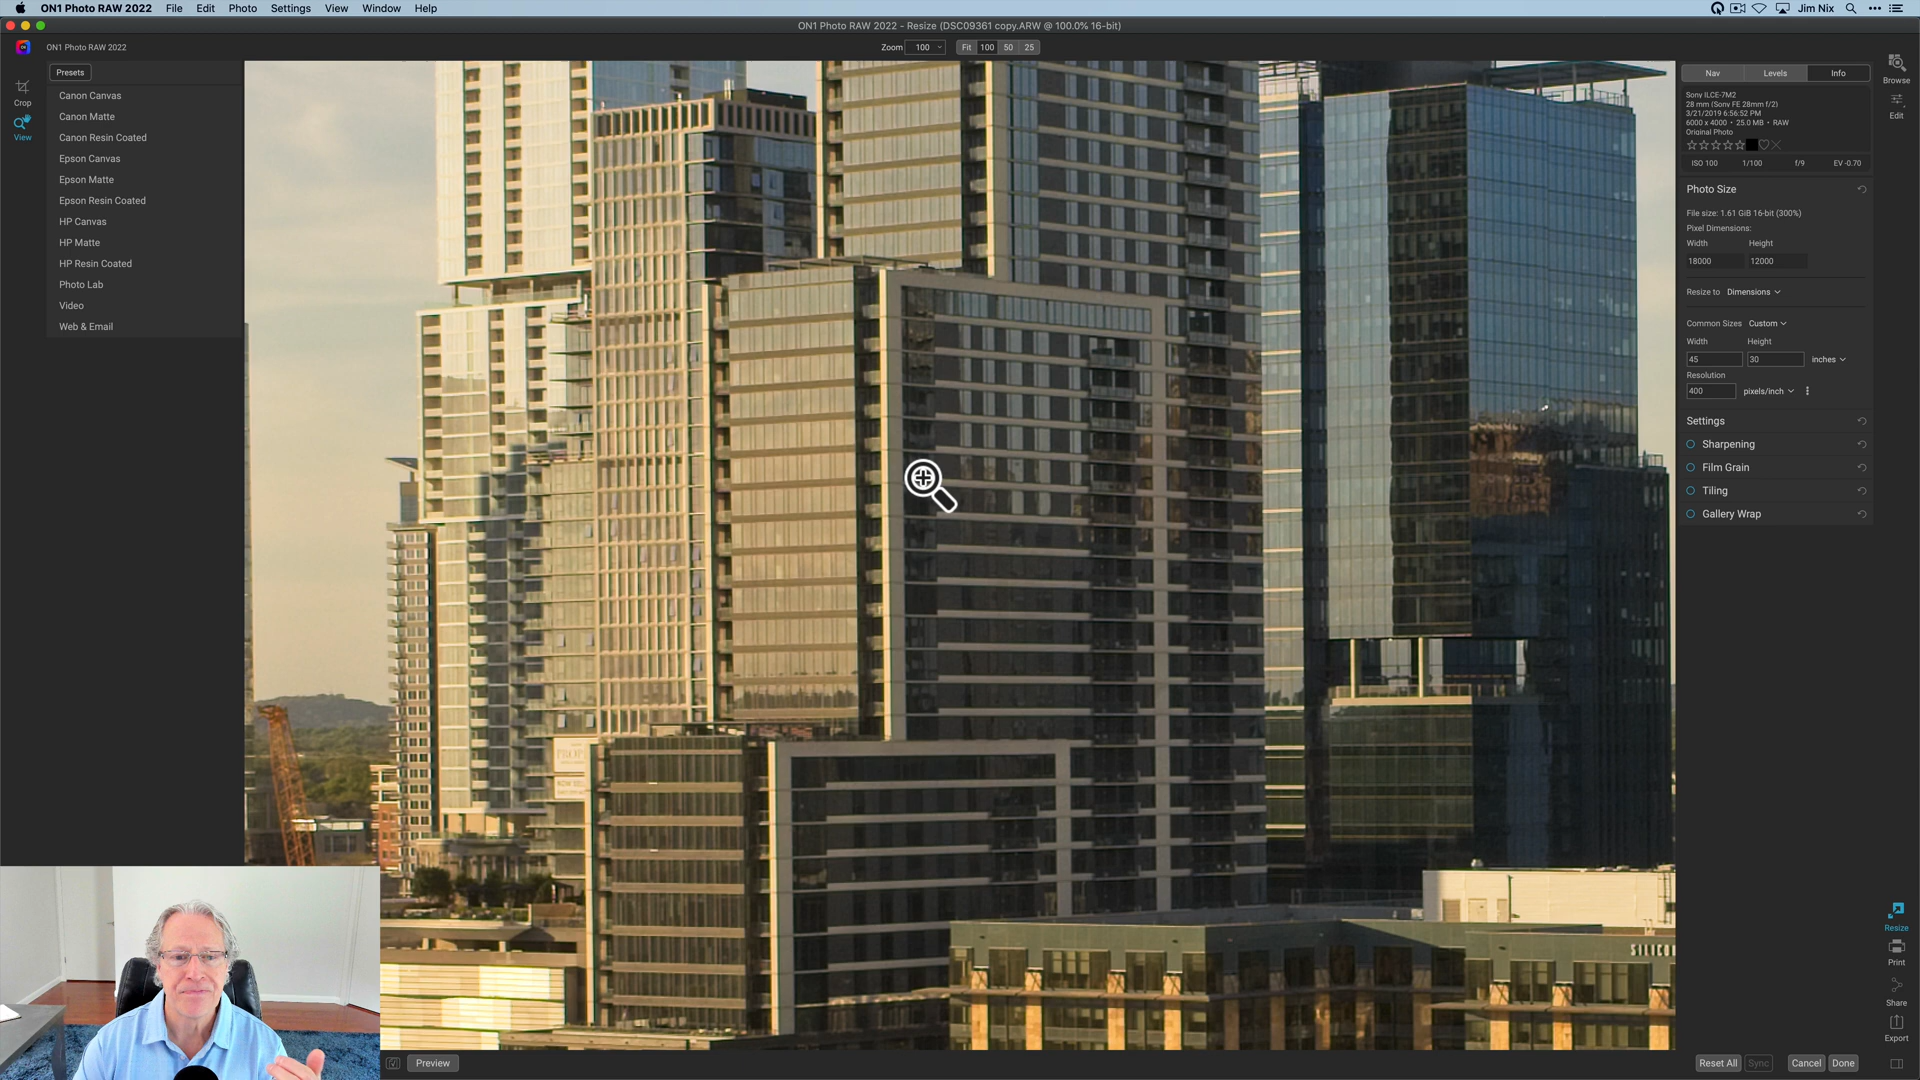 ON1 Photo RAW 2022 File Edit Photo Settings View Window Help Jim Nix
ON1 Photo RAW 2022 - Resize (DSC09361 copy.ARW @ 100.0% 16-bit)
ON1 Photo RAW 2022
Zoom 100 Fit 100 50 25
Presets
Canon Canvas
Canon Matte
Canon Resin Coated
Epson Canvas
Epson Matte
Epson Resin Coated
HP Canvas
HP Matte
HP Resin Coated
Photo Lab
Video
Web & Email
Crop
View
Nav Levels Info
Sony ILCE-7M2
28 mm (Sony FE 28mm f/2)
3/21/2019 6:56:52 PM
6000 x 4000 • 25.0 MB • RAW
Original Photo
ISO 100 1/100 f/9 EV -0.70
Photo Size
File size: 1.61 GiB 16-bit (300%)
Pixel Dimensions:
Width Height
18000 12000
Resize to Dimensions
Common Sizes Custom
Width Height
45 30 inches
Resolution
400 pixels/inch
Settings
Sharpening
Film Grain
Tiling
Gallery Wrap
Browse
Edit
Resize
Print
Share
Export
SILICON
Preview
Reset All Sync Cancel Done